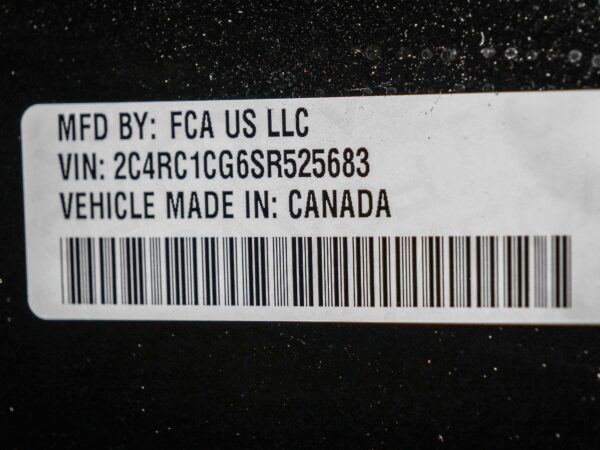 MFD BY: FCA US LLC
VIN: 2C4RC1CG6SR525683
VEHICLE MADE IN: CANADA